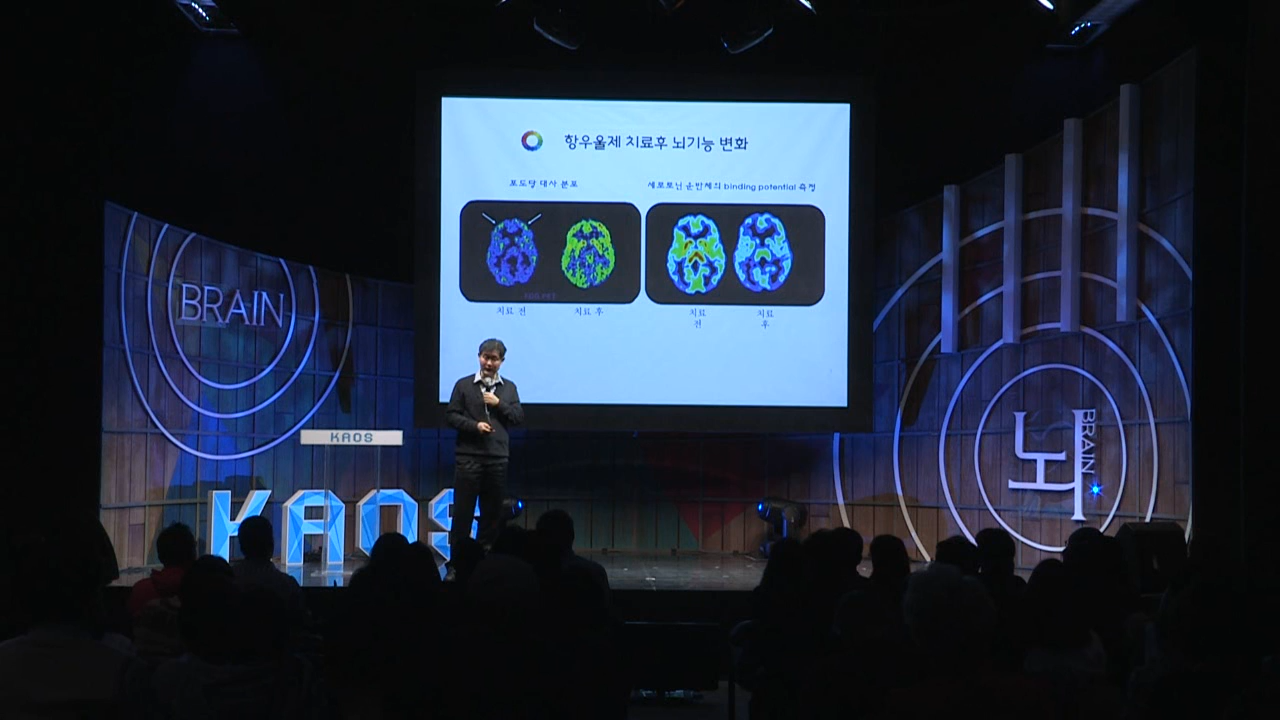 항우울제 치료후 뇌기능 변화
포도당 대사 분포
세로토닌 운반체의 binding potential 측정
치료 전
치료 후
치료
전
치료
후
BRAIN
KAOS
KAOS
뇌
BRAIN